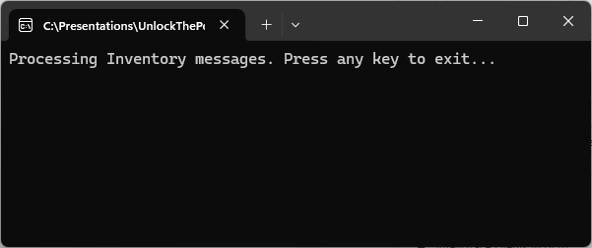 C:\Presentations\UnlockThePo
Processing Inventory messages. Press any key to exit...